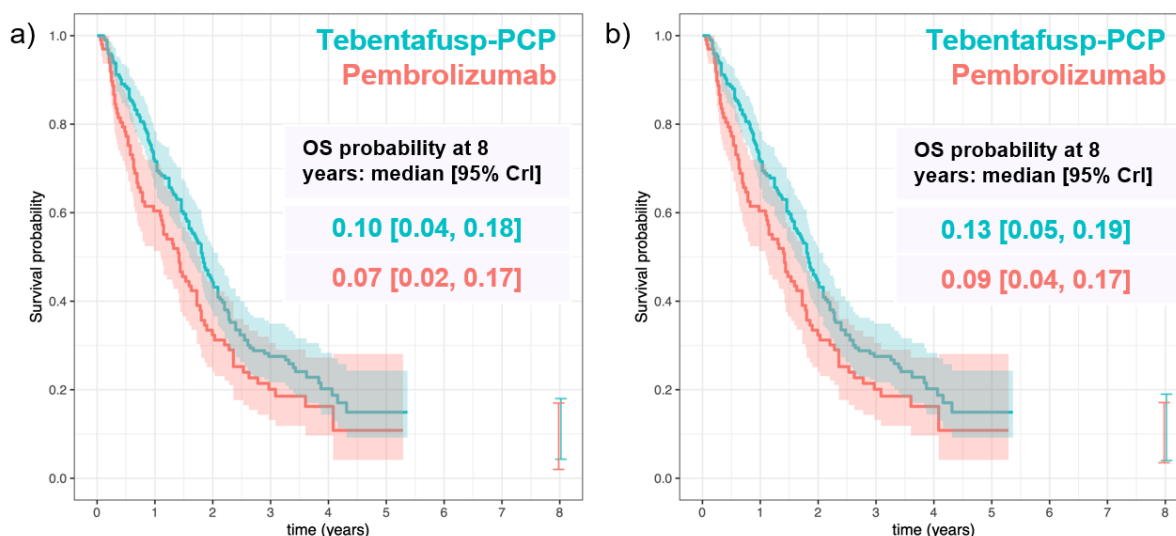 a)
Tebentafusp-PCP
Pembrolizumab
OS probability at 8
years: median [95% CrI]
0.10 [0.04, 0.18]
0.07 [0.02, 0.17]
Survival probability
1.0
0.8
0.6
0.4
0.2
0.0
0 1 2 3 4 5 6 7 8
time (years)
b)
Tebentafusp-PCP
Pembrolizumab
OS probability at 8
years: median [95% CrI]
0.13 [0.05, 0.19]
0.09 [0.04, 0.17]
Survival probability
1.0
0.8
0.6
0.4
0.2
0.0
0 1 2 3 4 5 6 7 8
time (years)